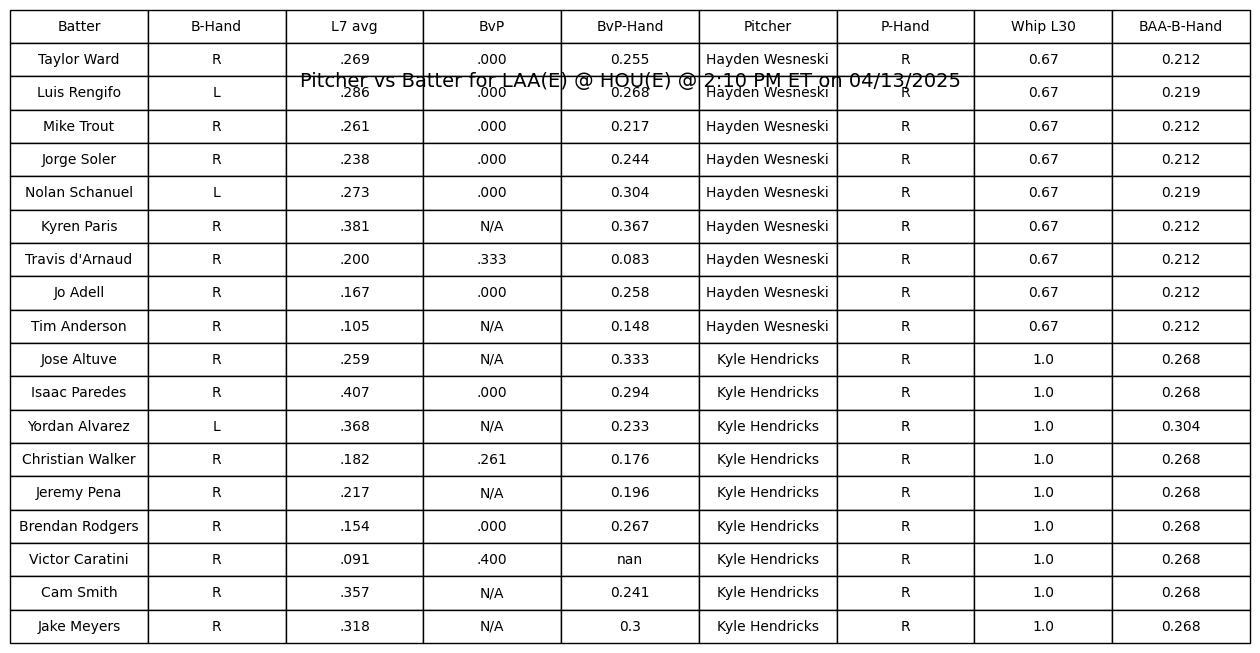 Batter B-Hand L7 avg BvP BvP-Hand Pitcher P-Hand Whip L30 BAA-B-Hand
Taylor Ward R .269 .000 0.255 Hayden Wesneski R 0.67 0.212
Pitcher vs Batter for LAA(E) @ HOU(E) @ 2:10 PM ET on 04/13/2025
Luis Rengifo L .286 .000 0.268 Hayden Wesneski R 0.67 0.219
Mike Trout R .261 .000 0.217 Hayden Wesneski R 0.67 0.212
Jorge Soler R .238 .000 0.244 Hayden Wesneski R 0.67 0.212
Nolan Schanuel L .273 .000 0.304 Hayden Wesneski R 0.67 0.219
Kyren Paris R .381 N/A 0.367 Hayden Wesneski R 0.67 0.212
Travis d'Arnaud R .200 .333 0.083 Hayden Wesneski R 0.67 0.212
Jo Adell R .167 .000 0.258 Hayden Wesneski R 0.67 0.212
Tim Anderson R .105 N/A 0.148 Hayden Wesneski R 0.67 0.212
Jose Altuve R .259 N/A 0.333 Kyle Hendricks R 1.0 0.268
Isaac Paredes R .407 .000 0.294 Kyle Hendricks R 1.0 0.268
Yordan Alvarez L .368 N/A 0.233 Kyle Hendricks R 1.0 0.304
Christian Walker R .182 .261 0.176 Kyle Hendricks R 1.0 0.268
Jeremy Pena R .217 N/A 0.196 Kyle Hendricks R 1.0 0.268
Brendan Rodgers R .154 .000 0.267 Kyle Hendricks R 1.0 0.268
Victor Caratini R .091 .400 nan Kyle Hendricks R 1.0 0.268
Cam Smith R .357 N/A 0.241 Kyle Hendricks R 1.0 0.268
Jake Meyers R .318 N/A 0.3 Kyle Hendricks R 1.0 0.268